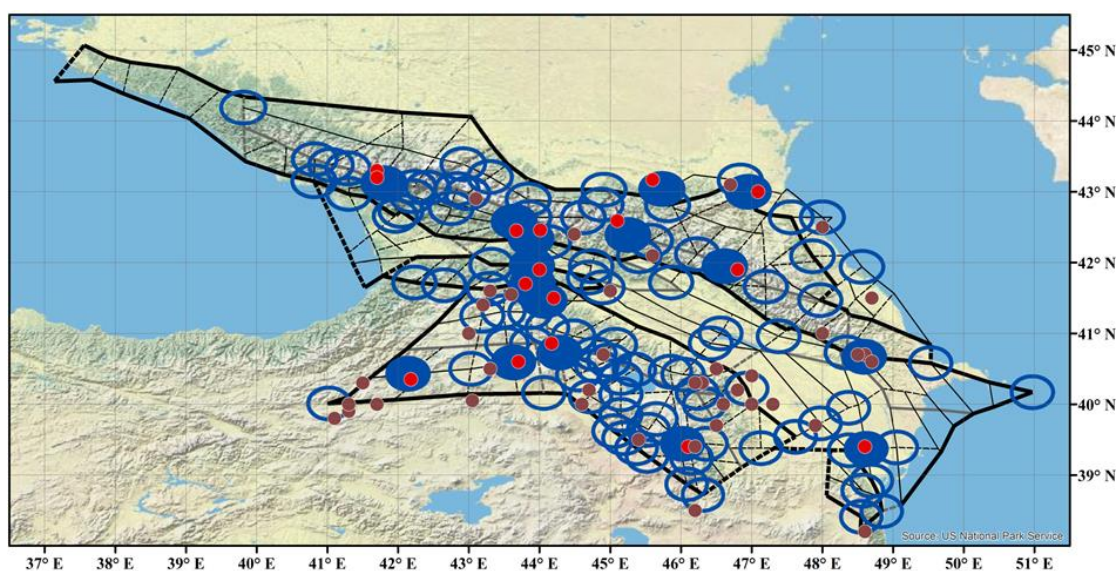 45° N
44° N
43° N
42° N
41° N
40° N
39° N
Source: US National Park Service
37° E 38° E 39° E 40° E 41° E 42° E 43° E 44° E 45° E 46° E 47° E 48° E 49° E 50° E 51° E